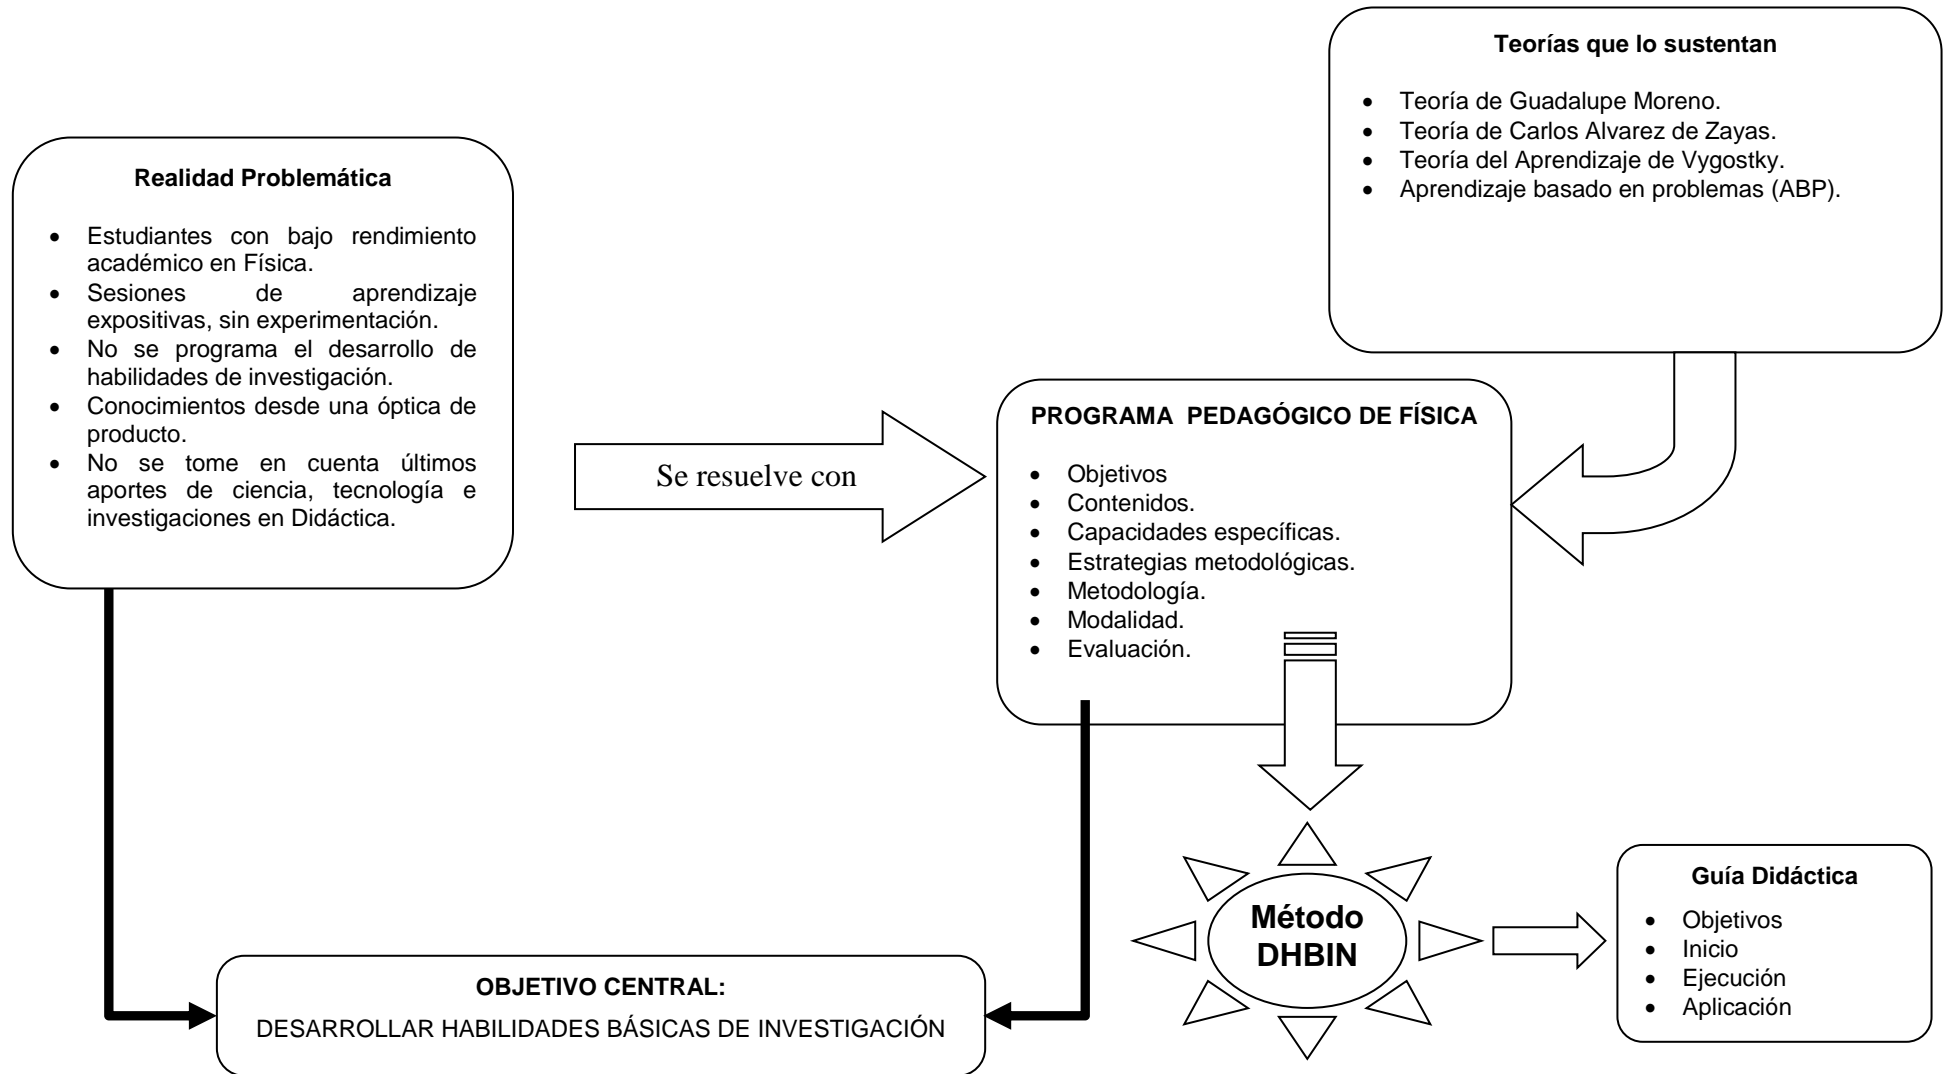 Teorías que lo sustentan
• Teoría de Guadalupe Moreno.
• Teoría de Carlos Alvarez de Zayas.
• Teoría del Aprendizaje de Vygostky.
• Aprendizaje basado en problemas (ABP).
Realidad Problemática
• Estudiantes con bajo rendimiento
académico en Física.
• Sesiones de aprendizaje
expositivas, sin experimentación.
• No se programa el desarrollo de
habilidades de investigación.
• Conocimientos desde una óptica de
producto.
• No se tome en cuenta últimos
aportes de ciencia, tecnología e
investigaciones en Didáctica.
Se resuelve con
PROGRAMA PEDAGÓGICO DE FÍSICA
• Objetivos
• Contenidos.
• Capacidades específicas.
• Estrategias metodológicas.
• Metodología.
• Modalidad.
• Evaluación.
Método
DHBIN
Guía Didáctica
• Objetivos
• Inicio
• Ejecución
• Aplicación
OBJETIVO CENTRAL:
DESARROLLAR HABILIDADES BÁSICAS DE INVESTIGACIÓN